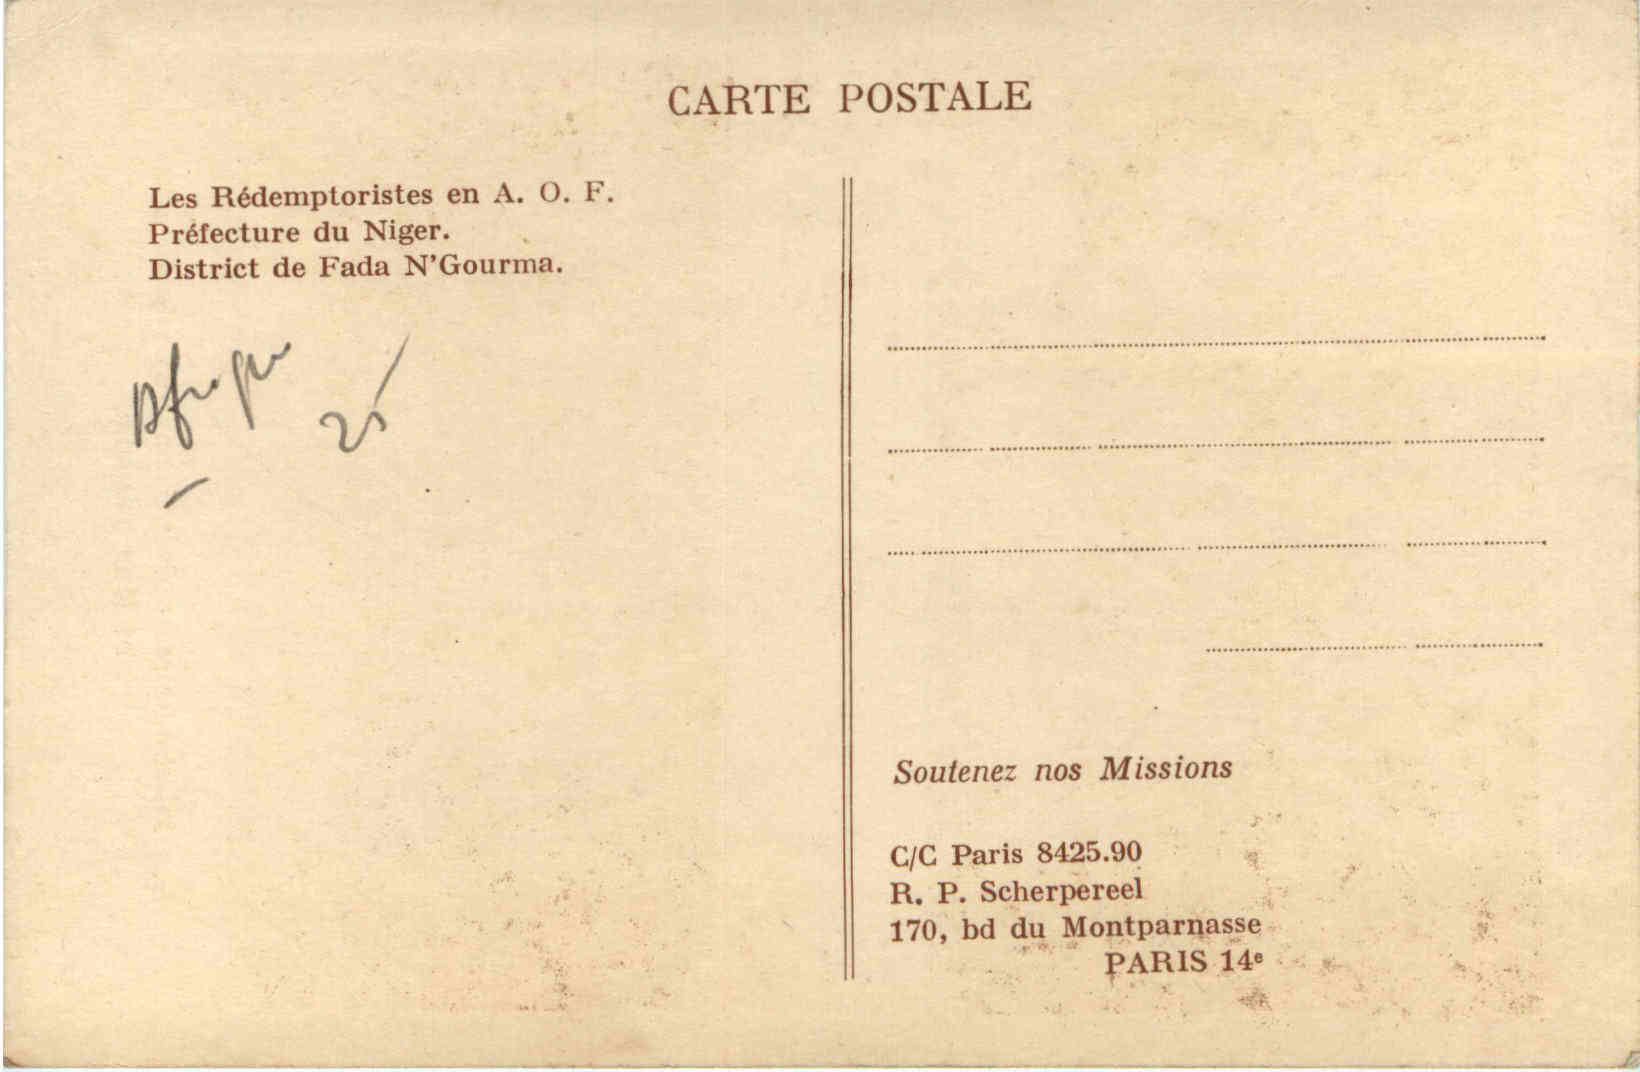 CARTE POSTALE
Les Rédemptoristes en A. O. F.
Préfecture du Niger.
District de Fada N'Gourma.
25
Soutenez nos Missions
C/C Paris 8425.90
R. P. Scherpereel
170, bd du Montparnasse
PARIS 14e